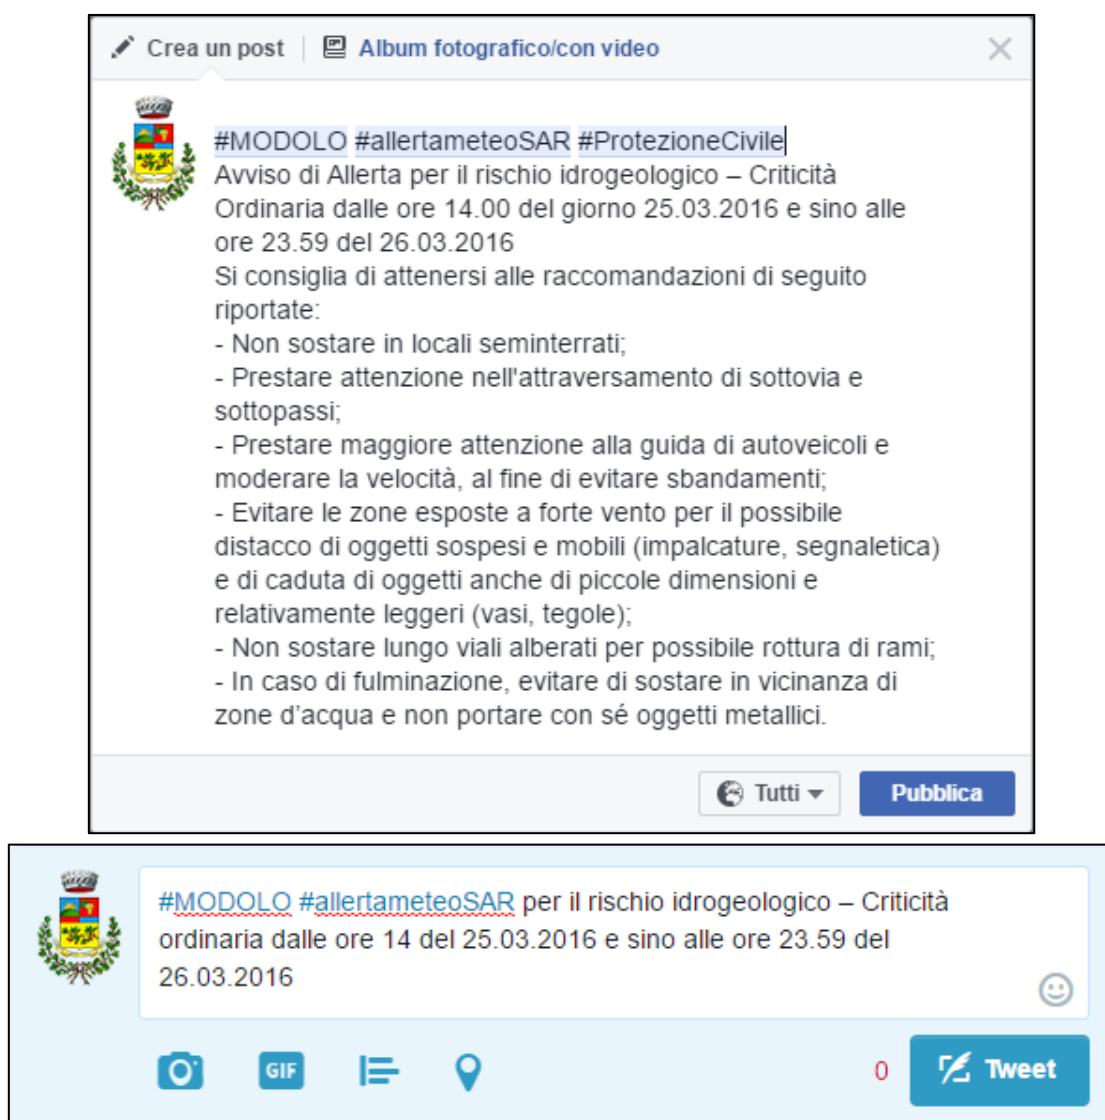 Crea un post
Album fotografico/con video
#MODOLO #allertameteoSAR #ProtezioneCivile
Avviso di Allerta per il rischio idrogeologico – Criticità
Ordinaria dalle ore 14.00 del giorno 25.03.2016 e sino alle
ore 23.59 del 26.03.2016
Si consiglia di attenersi alle raccomandazioni di seguito
riportate:
- Non sostare in locali seminterrati;
- Prestare attenzione nell'attraversamento di sottovia e
sottopassi;
- Prestare maggiore attenzione alla guida di autoveicoli e
moderare la velocità, al fine di evitare sbandamenti;
- Evitare le zone esposte a forte vento per il possibile
distacco di oggetti sospesi e mobili (impalcature, segnaletica)
e di caduta di oggetti anche di piccole dimensioni e
relativamente leggeri (vasi, tegole);
- Non sostare lungo viali alberati per possibile rottura di rami;
- In caso di fulminazione, evitare di sostare in vicinanza di
zone d’acqua e non portare con sé oggetti metallici.
Tutti
Pubblica
#MODOLO #allertameteoSAR per il rischio idrogeologico – Criticità
ordinaria dalle ore 14 del 25.03.2016 e sino alle ore 23.59 del
26.03.2016
GIF
0
Tweet